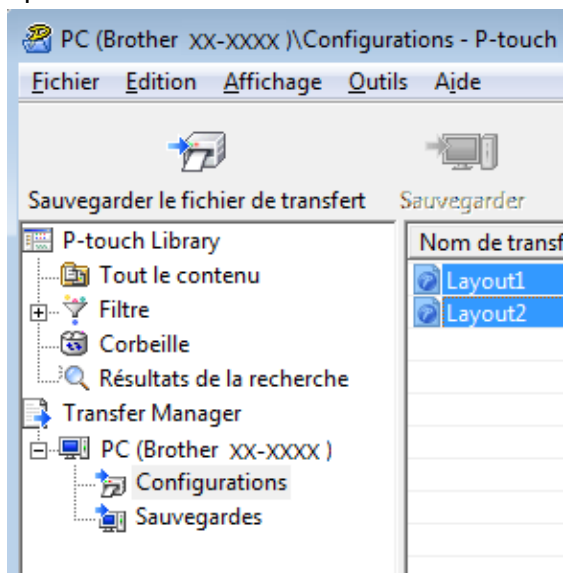 PC (Brother XX-XXXX )\Configurations - P-touch
Fichier Edition Affichage Outils Aide
Sauvegarder le fichier de transfert Sauvegarder
P-touch Library
Tout le contenu
Filtre
Corbeille
Résultats de la recherche
Transfer Manager
PC (Brother XX-XXXX )
Configurations
Sauvegardes
Nom de transf
Layout1
Layout2